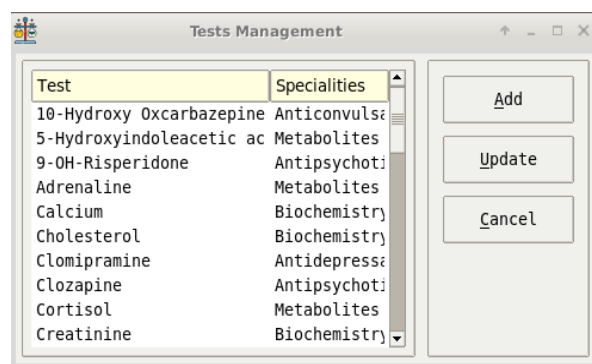 Tests Management
Test Specialities
10-Hydroxy Oxcarbazepine Anticonvulsa
5-Hydroxyindoleacetic ac Metabolites
9-OH-Risperidone Antipsychoti
Adrenaline Metabolites
Calcium Biochemistry
Cholesterol Biochemistry
Clomipramine Antidepressa
Clozapine Antipsychoti
Cortisol Metabolites
Creatinine Biochemistry
Add
Update
Cancel